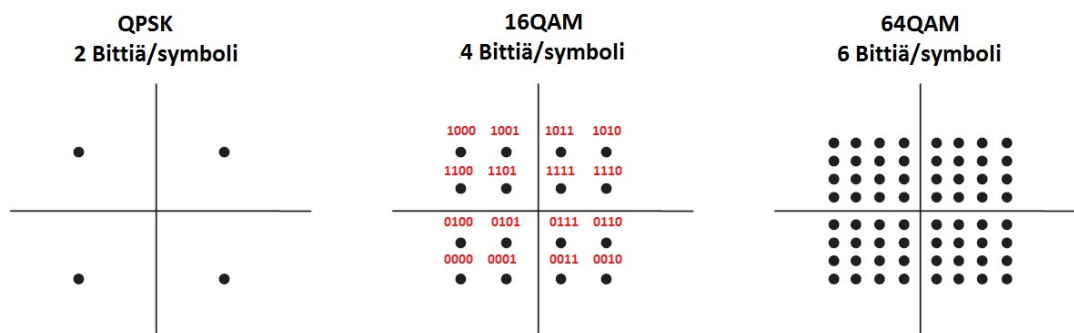 QPSK
2 Bittiä/symboli
16QAM
4 Bittiä/symboli
64QAM
6 Bittiä/symboli
1000 1001 1011 1010
1100 1101 1111 1110
0100 0101 0111 0110
0000 0001 0011 0010